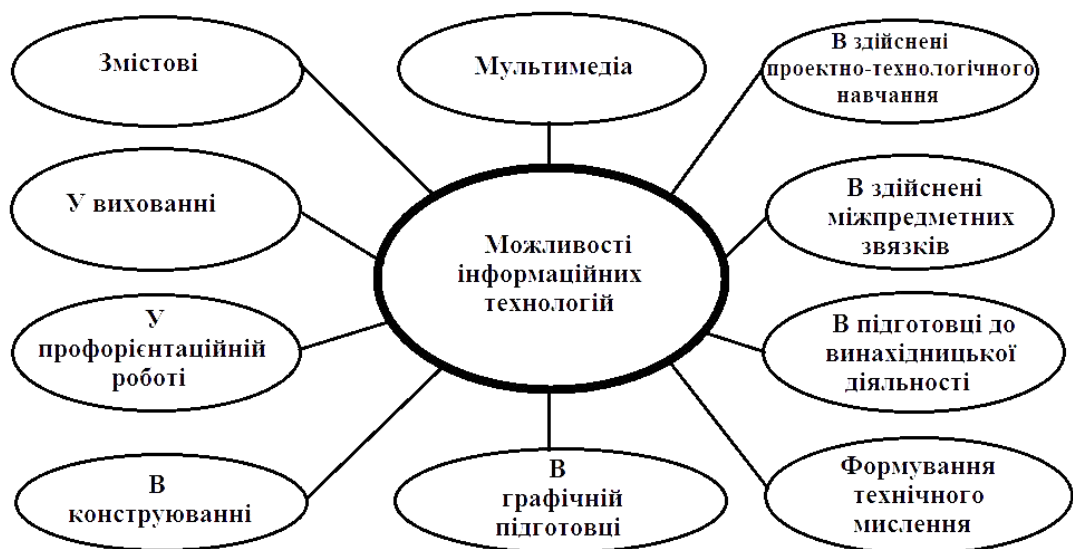 Змістові
Мультимедіа
В здійснені
проектно-технологічного
навчання
У вихованні
В здійснені
міжпредметних
звязків
Можливості
інформаційних
технологій
У
профорієнтаційній
роботі
В підготовці до
винахідницької
діяльності
В
конструюванні
В
графічній
підготовці
Формування
технічного
мислення